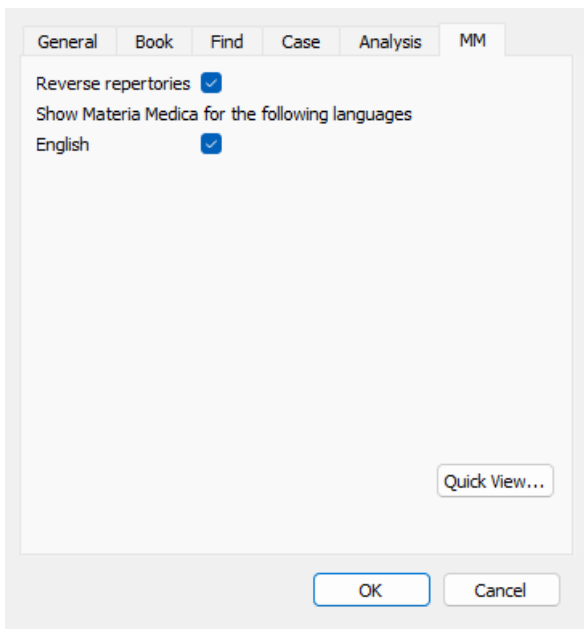 General Book Find Case Analysis MM
Reverse repertories
Show Materia Medica for the following languages
English
Quick View...
OK Cancel